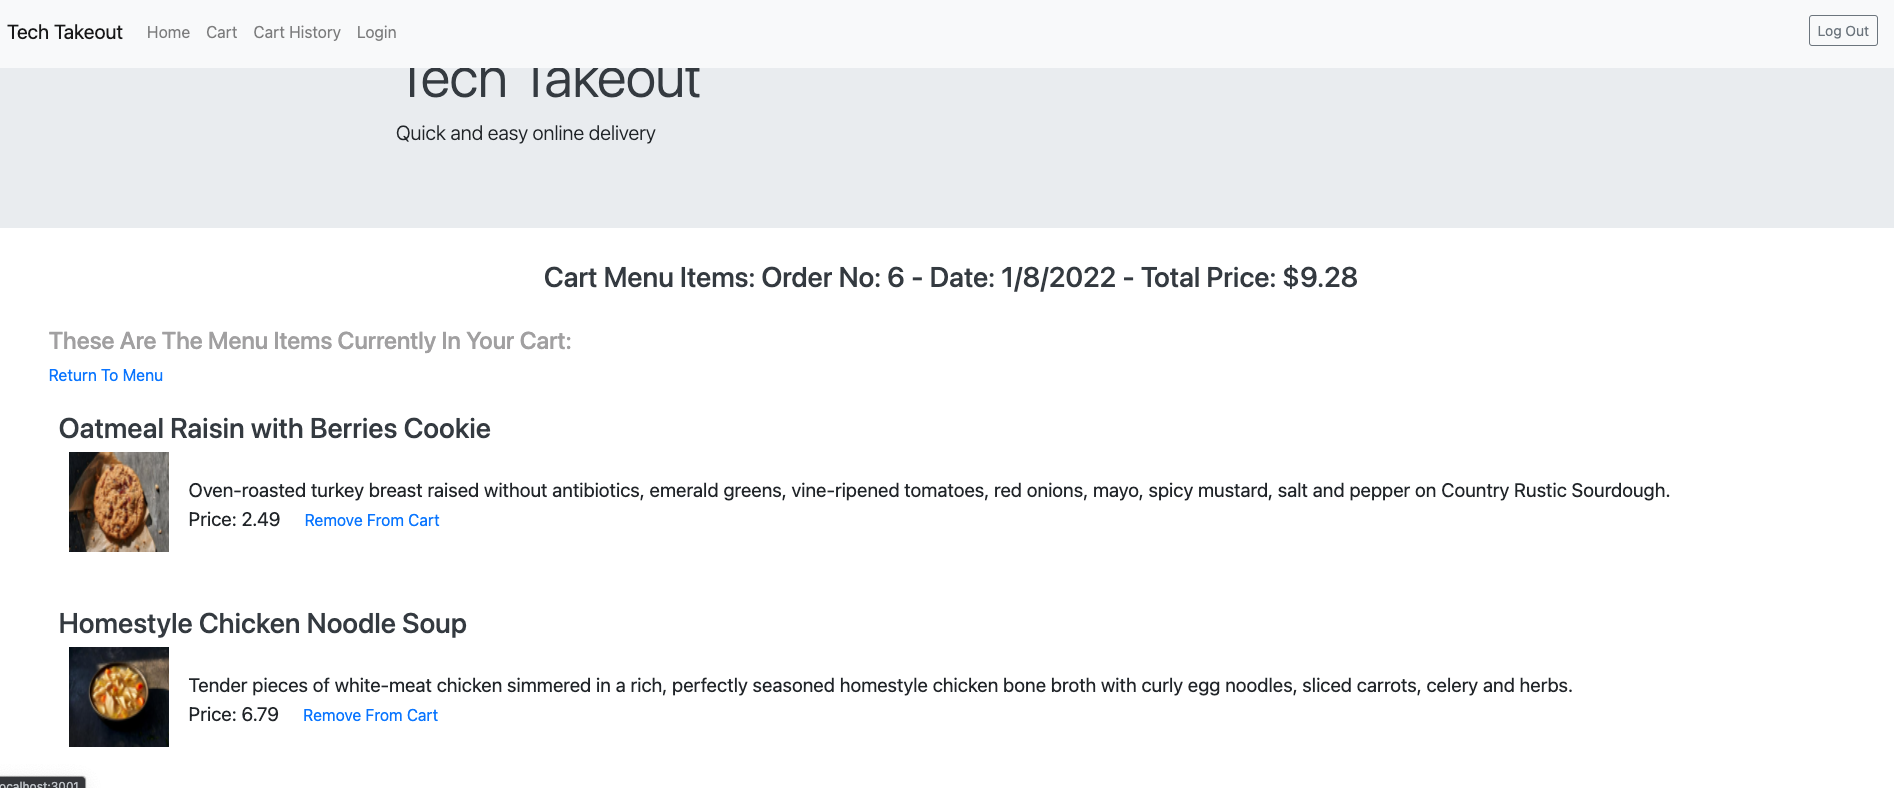 Tech Takeout Home Cart Cart History Login Log Out
Tech Takeout
Quick and easy online delivery
Cart Menu Items: Order No: 6 - Date: 1/8/2022 - Total Price: $9.28
These Are The Menu Items Currently In Your Cart:
Return To Menu
Oatmeal Raisin with Berries Cookie
Oven-roasted turkey breast raised without antibiotics, emerald greens, vine-ripened tomatoes, red onions, mayo, spicy mustard, salt and pepper on Country Rustic Sourdough.
Price: 2.49 Remove From Cart
Homestyle Chicken Noodle Soup
Tender pieces of white-meat chicken simmered in a rich, perfectly seasoned homestyle chicken bone broth with curly egg noodles, sliced carrots, celery and herbs.
Price: 6.79 Remove From Cart
ocalhost:3001